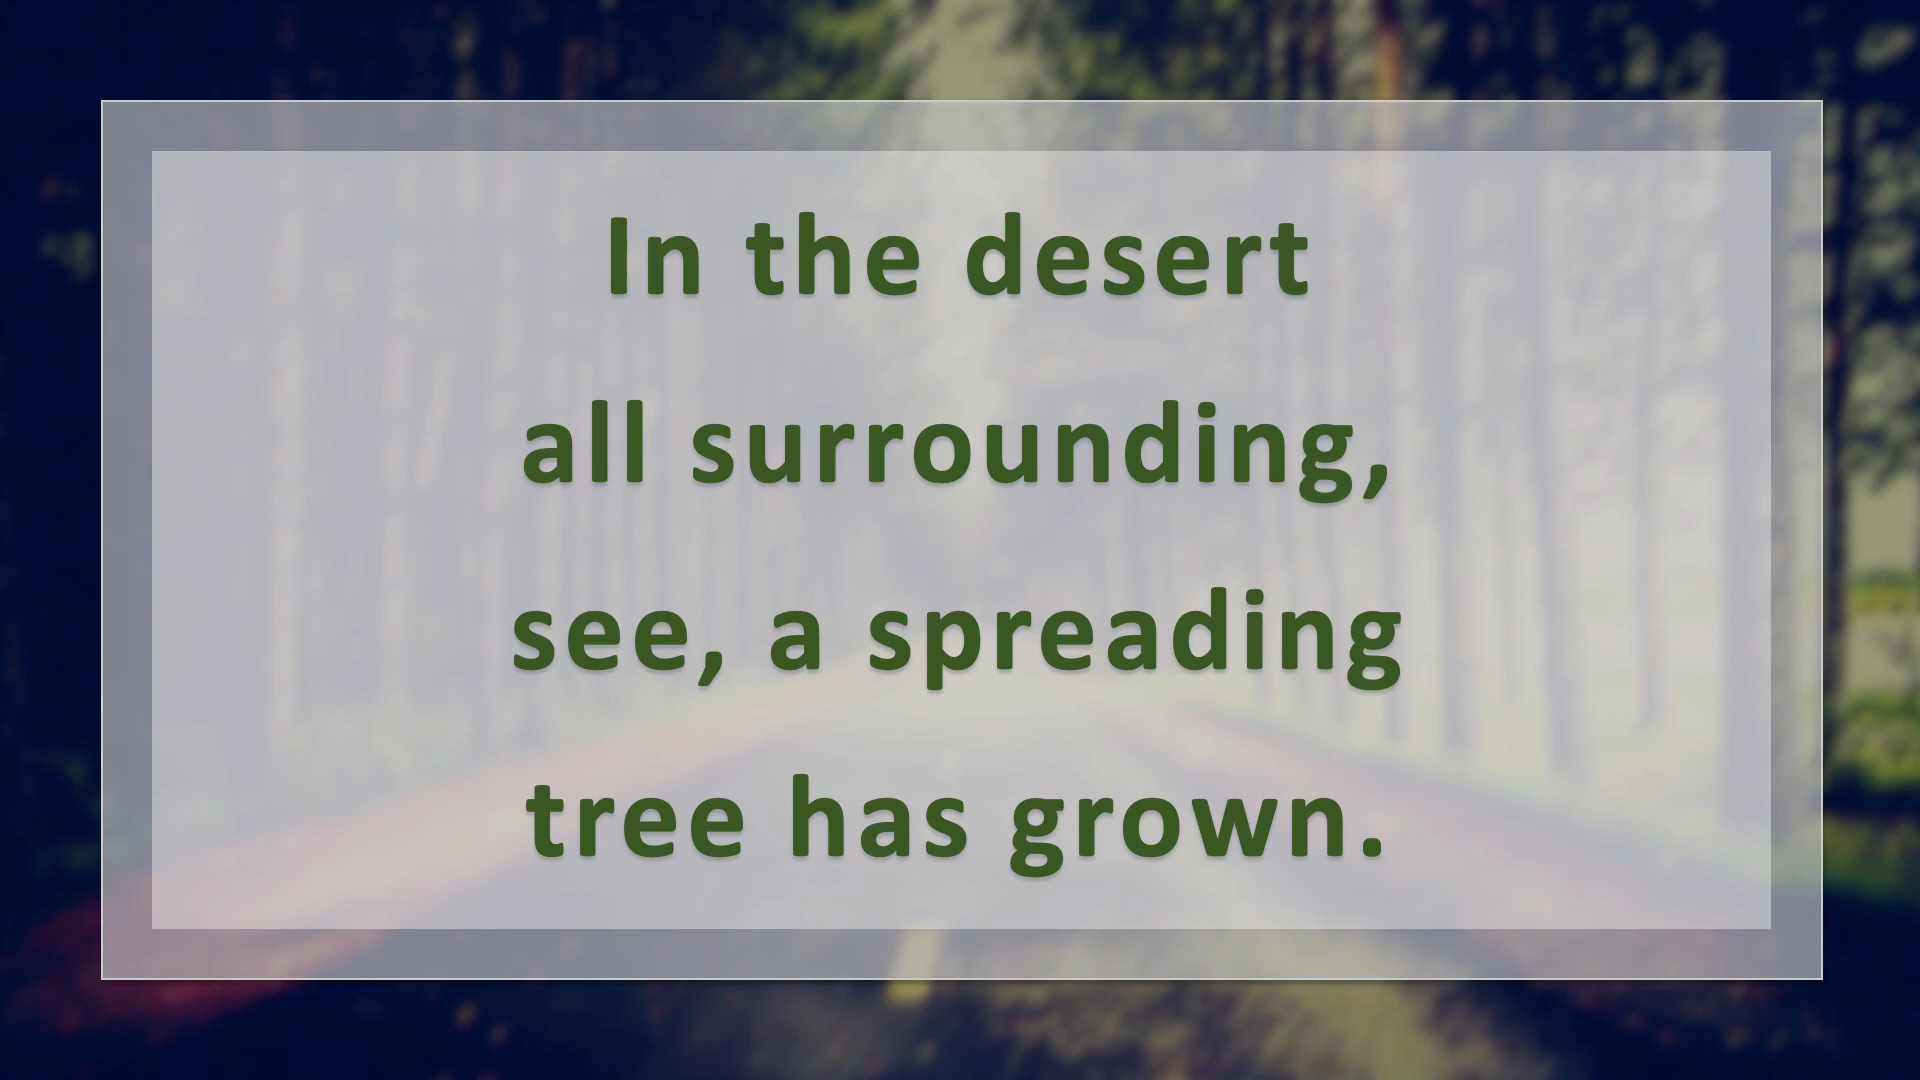 In the desert
all surrounding,
see, a spreading
tree has grown.